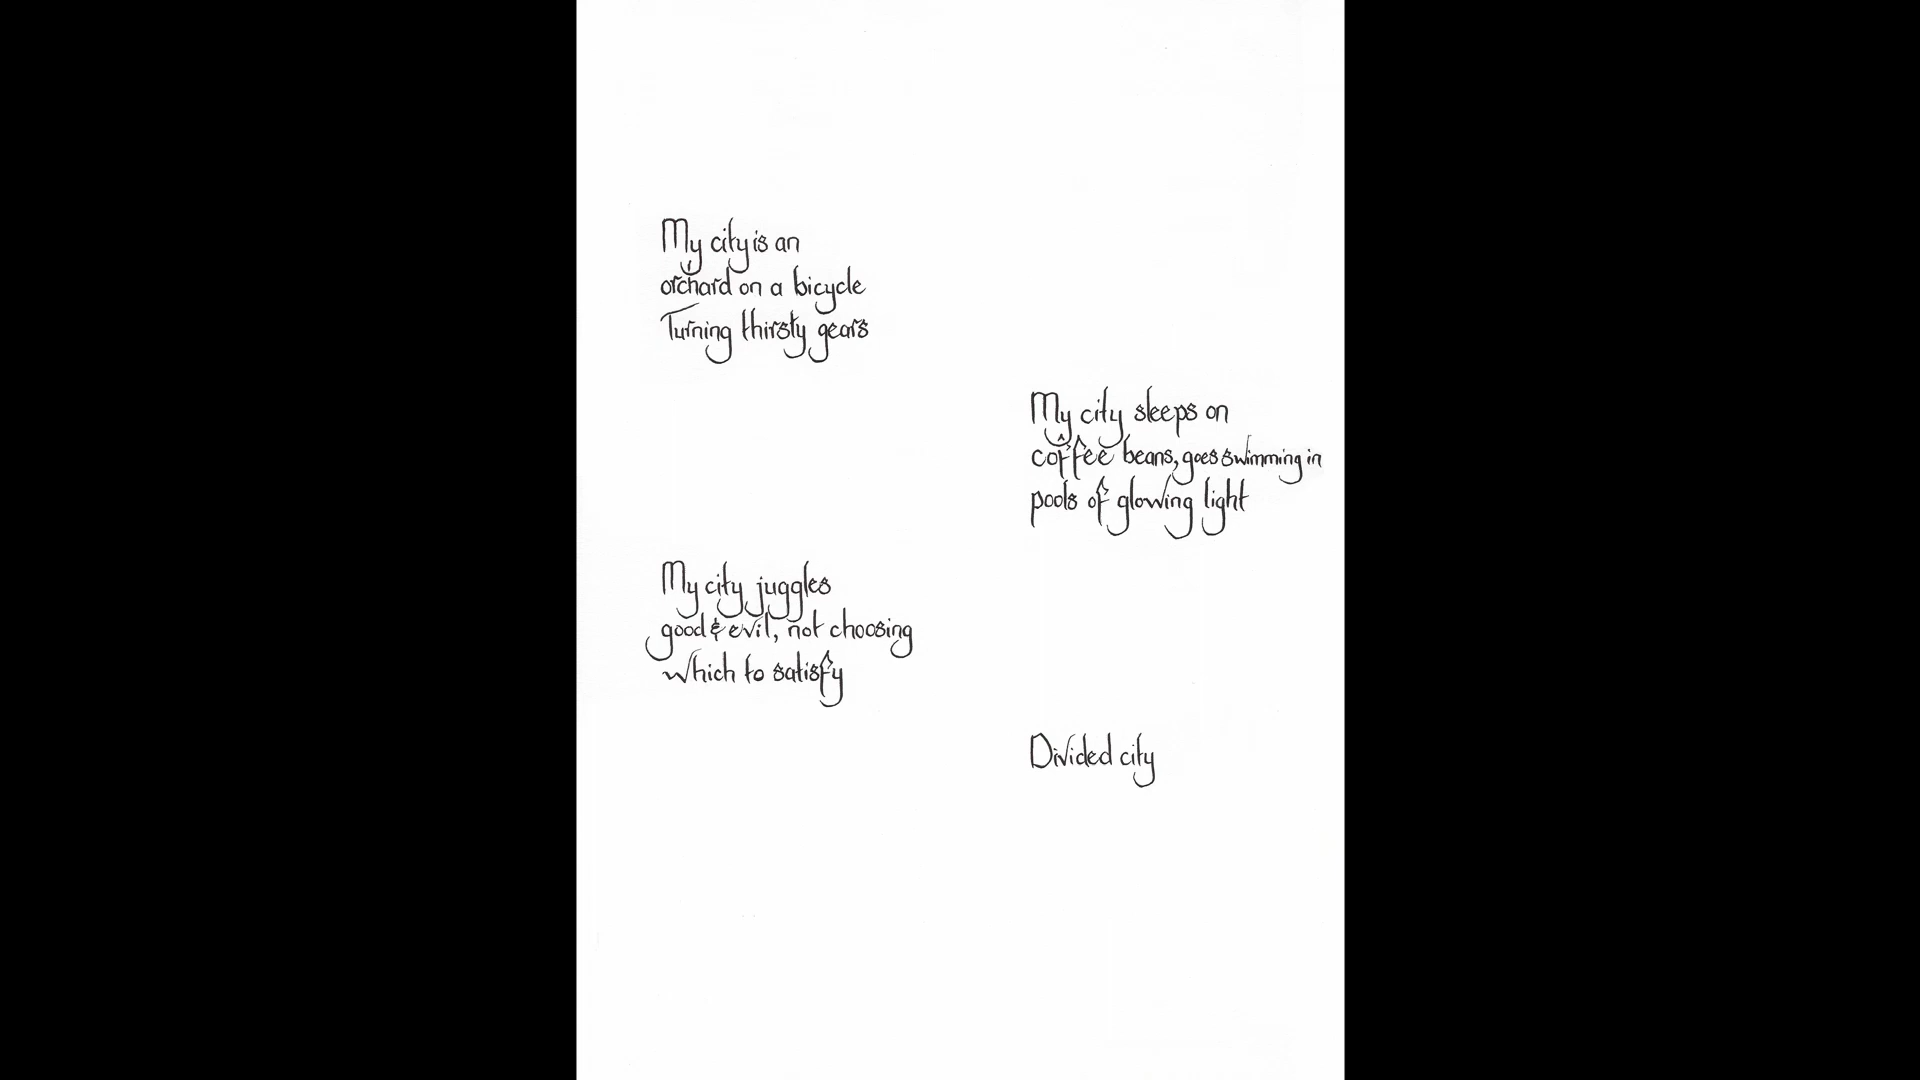 My city is an
orchard on a bicycle
Turning thirsty gears
My city sleeps on
coffee beans, goes swimming in
pools of glowing light
My city juggles
good & evil, not choosing
which to satisfy
Divided city